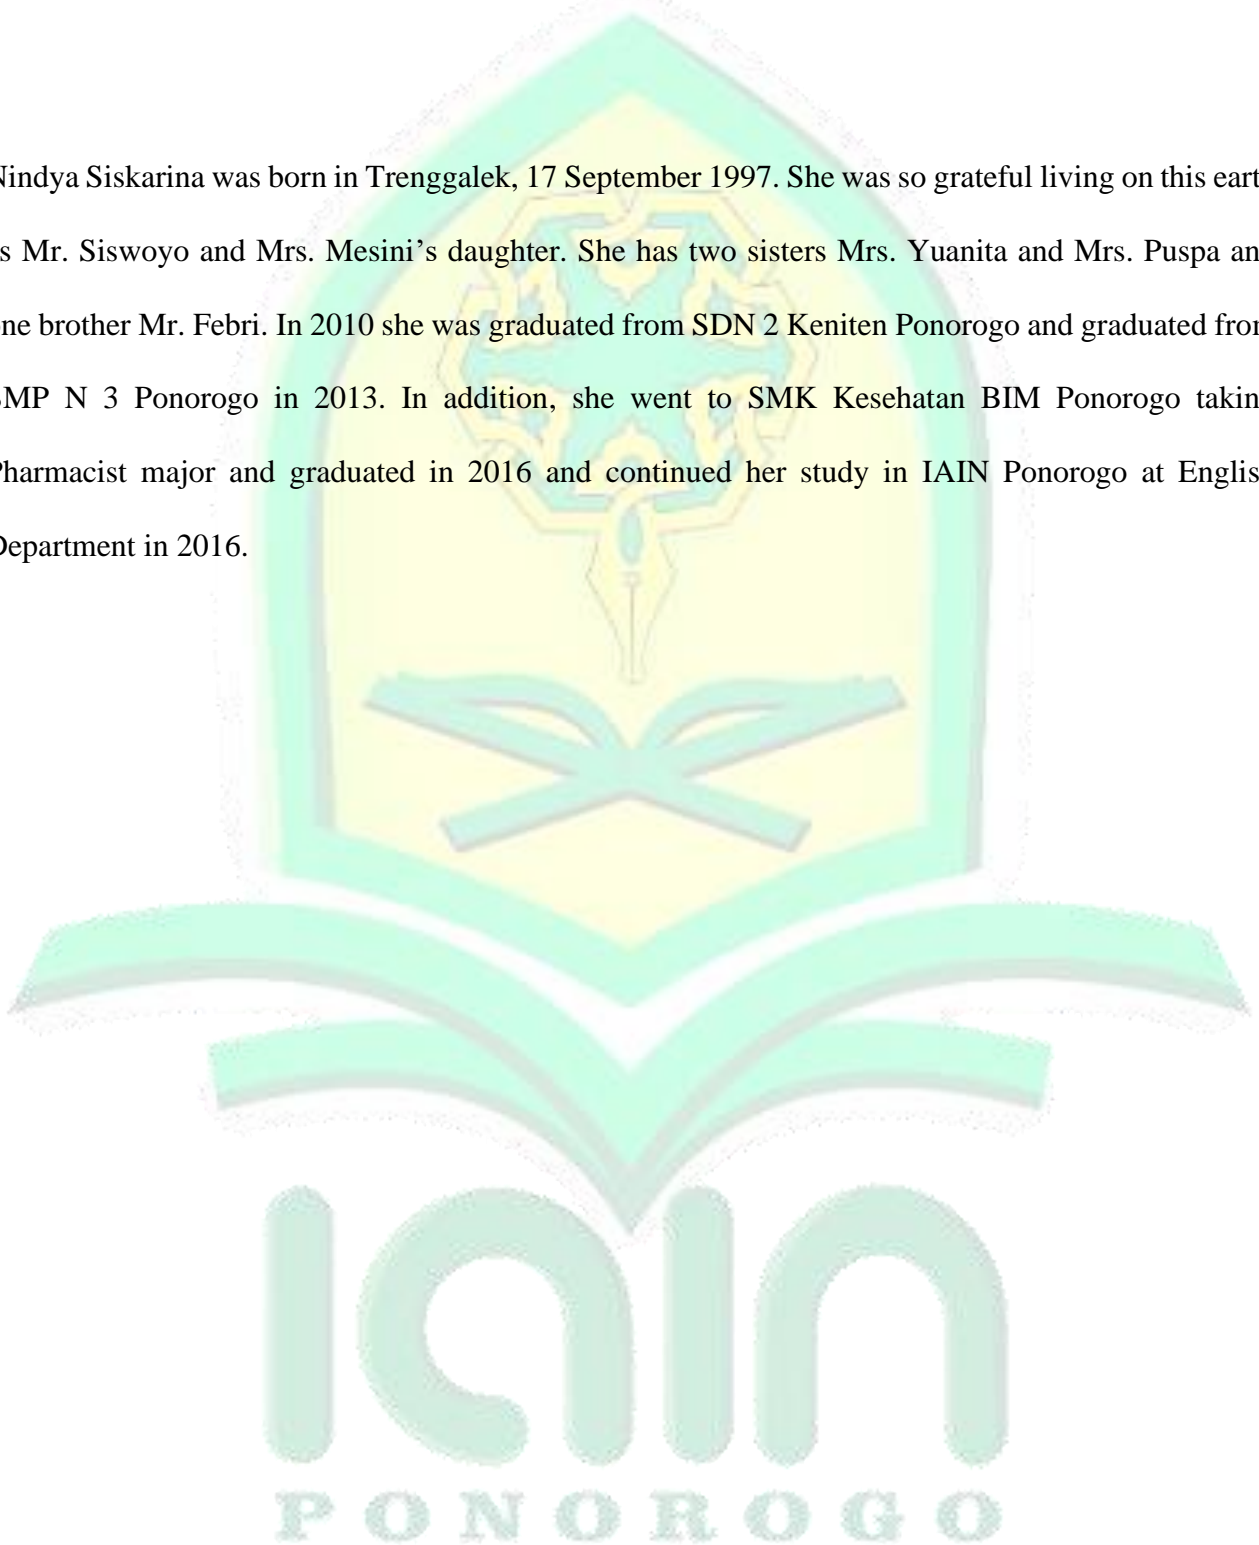 Nindya Siskarina was born in Trenggalek, 17 September 1997. She was so grateful living on this eart
s Mr. Siswoyo and Mrs. Mesini’s daughter. She has two sisters Mrs. Yuanita and Mrs. Puspa an
ne brother Mr. Febri. In 2010 she was graduated from SDN 2 Keniten Ponorogo and graduated from
SMP N 3 Ponorogo in 2013. In addition, she went to SMK Kesehatan BIM Ponorogo takin
Pharmacist major and graduated in 2016 and continued her study in IAIN Ponorogo at Englis
Department in 2016.
IAIN
PONOROGO